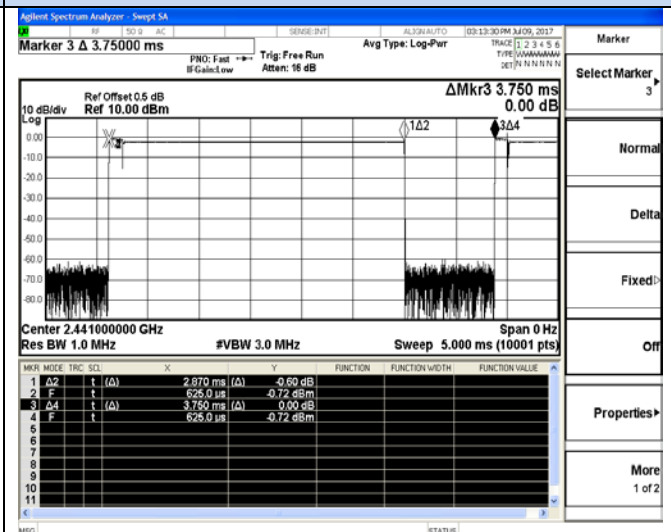 Agilent Spectrum Analyzer - Swept SA
RF 50 Ω AC SENSE:INT ALIGN AUTO 03:13:30 PM Jul 09, 2017
Marker 3 Δ 3.75000 ms
PNO: Fast Trig: Free Run Avg Type: Log-Pwr TRACE 1 2 3 4 5 6
IFGain:Low Atten: 16 dB TYPE
DET N N N N N N
Marker
Select Marker
3
Normal
Delta
Fixed
Off
Properties
More
1 of 2
ΔMkr3 3.750 ms
0.00 dB
Ref Offset 0.5 dB
10 dB/div Ref 10.00 dBm
Log
1Δ2
3Δ4
0.00
-10.0
-20.0
-30.0
-40.0
-50.0
-60.0
-70.0
-80.0
Center 2.441000000 GHz Span 0 Hz
Res BW 1.0 MHz #VBW 3.0 MHz Sweep 5.000 ms (10001 pts)
MKR MODE TRC SCL X Y FUNCTION FUNCTION WIDTH FUNCTION VALUE
1 Δ2 t (Δ) 2.870 ms (Δ) -0.60 dB
2 F t 625.0 µs -0.72 dBm
3 Δ4 t (Δ) 3.750 ms (Δ) 0.00 dB
4 F t 625.0 µs -0.72 dBm
5
6
7
8
9
10
11
MSG STATUS